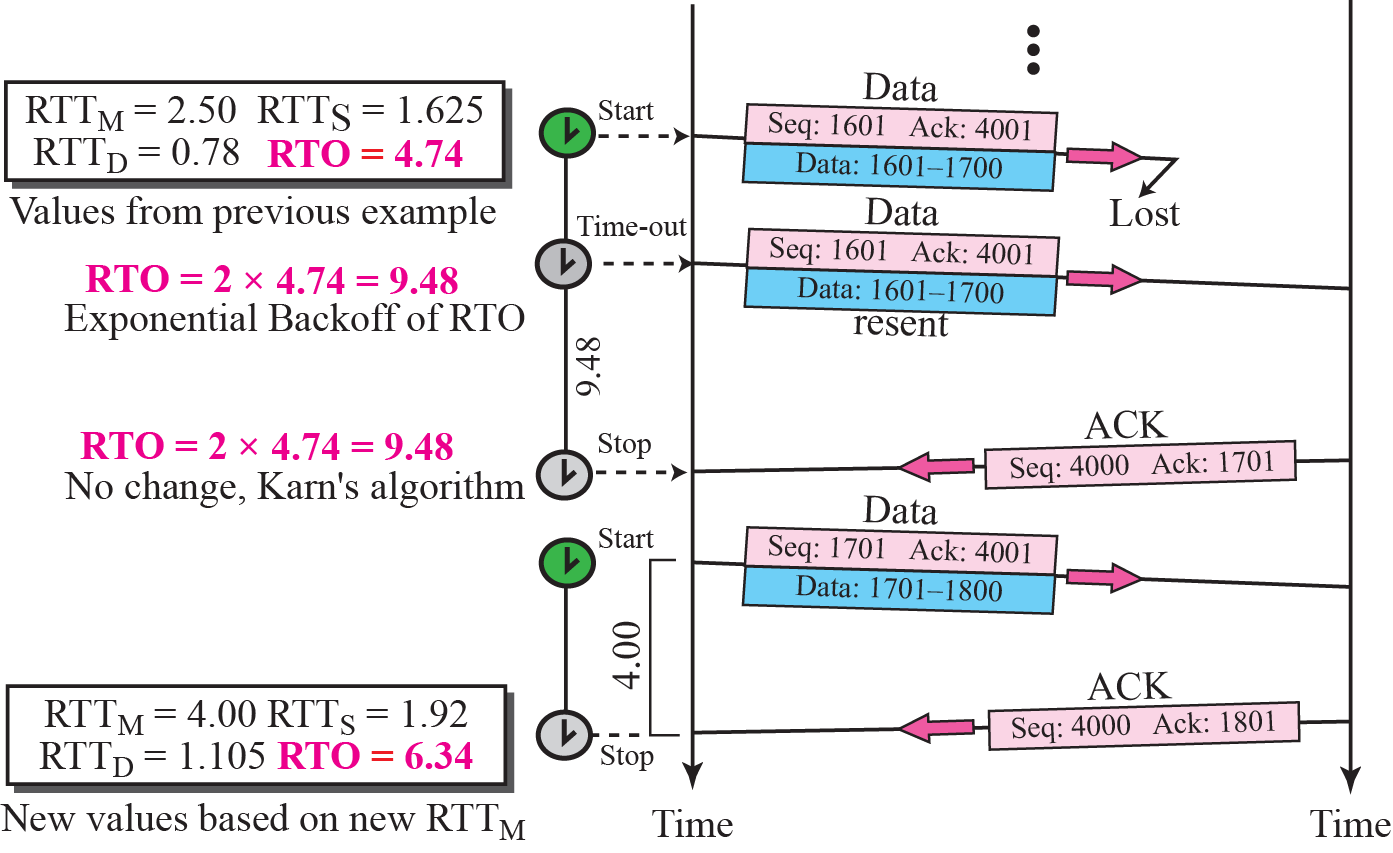 Data
RTTM = 2.50 RTTS = 1.625
RTTD = 0.78 RTO = 4.74
Values from previous example
Start
Seq: 1601 Ack: 4001
Data: 1601–1700
Lost
Data
Time-out
RTO = 2 × 4.74 = 9.48
Exponential Backoff of RTO
Seq: 1601 Ack: 4001
Data: 1601–1700
resent
9.48
ACK
RTO = 2 × 4.74 = 9.48
No change, Karn's algorithm
Stop
Seq: 4000 Ack: 1701
Data
Start
Seq: 1701 Ack: 4001
Data: 1701–1800
4.00
ACK
RTTM = 4.00 RTTS = 1.92
RTTD = 1.105 RTO = 6.34
New values based on new RTTM
Stop
Seq: 4000 Ack: 1801
Time
Time